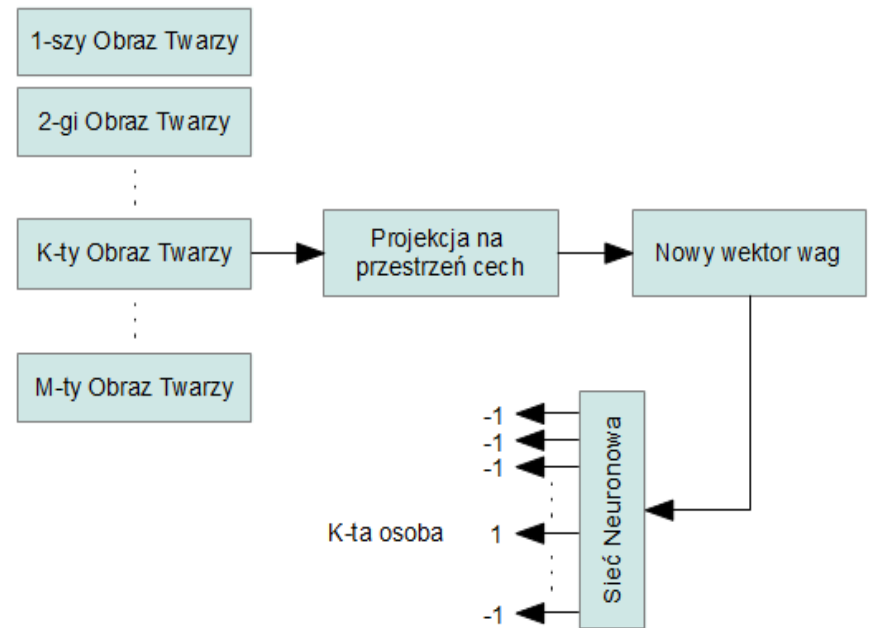 1-szy Obraz Twarzy
2-gi Obraz Twarzy
K-ty Obraz Twarzy
Projekcja na
przestrzeń cech
Nowy wektor wag
M-ty Obraz Twarzy
-1
-1
-1
K-ta osoba
1
-1
Sieć Neuronowa